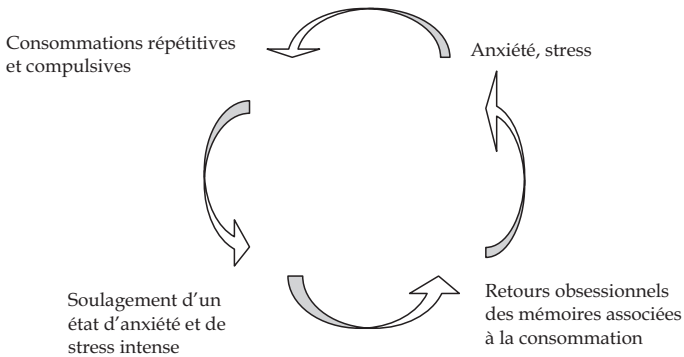 Consommations répétitives
et compulsives
Anxiété, stress
Soulagement d’un
état d’anxiété et de
stress intense
Retours obsessionnels
des mémoires associées
à la consommation